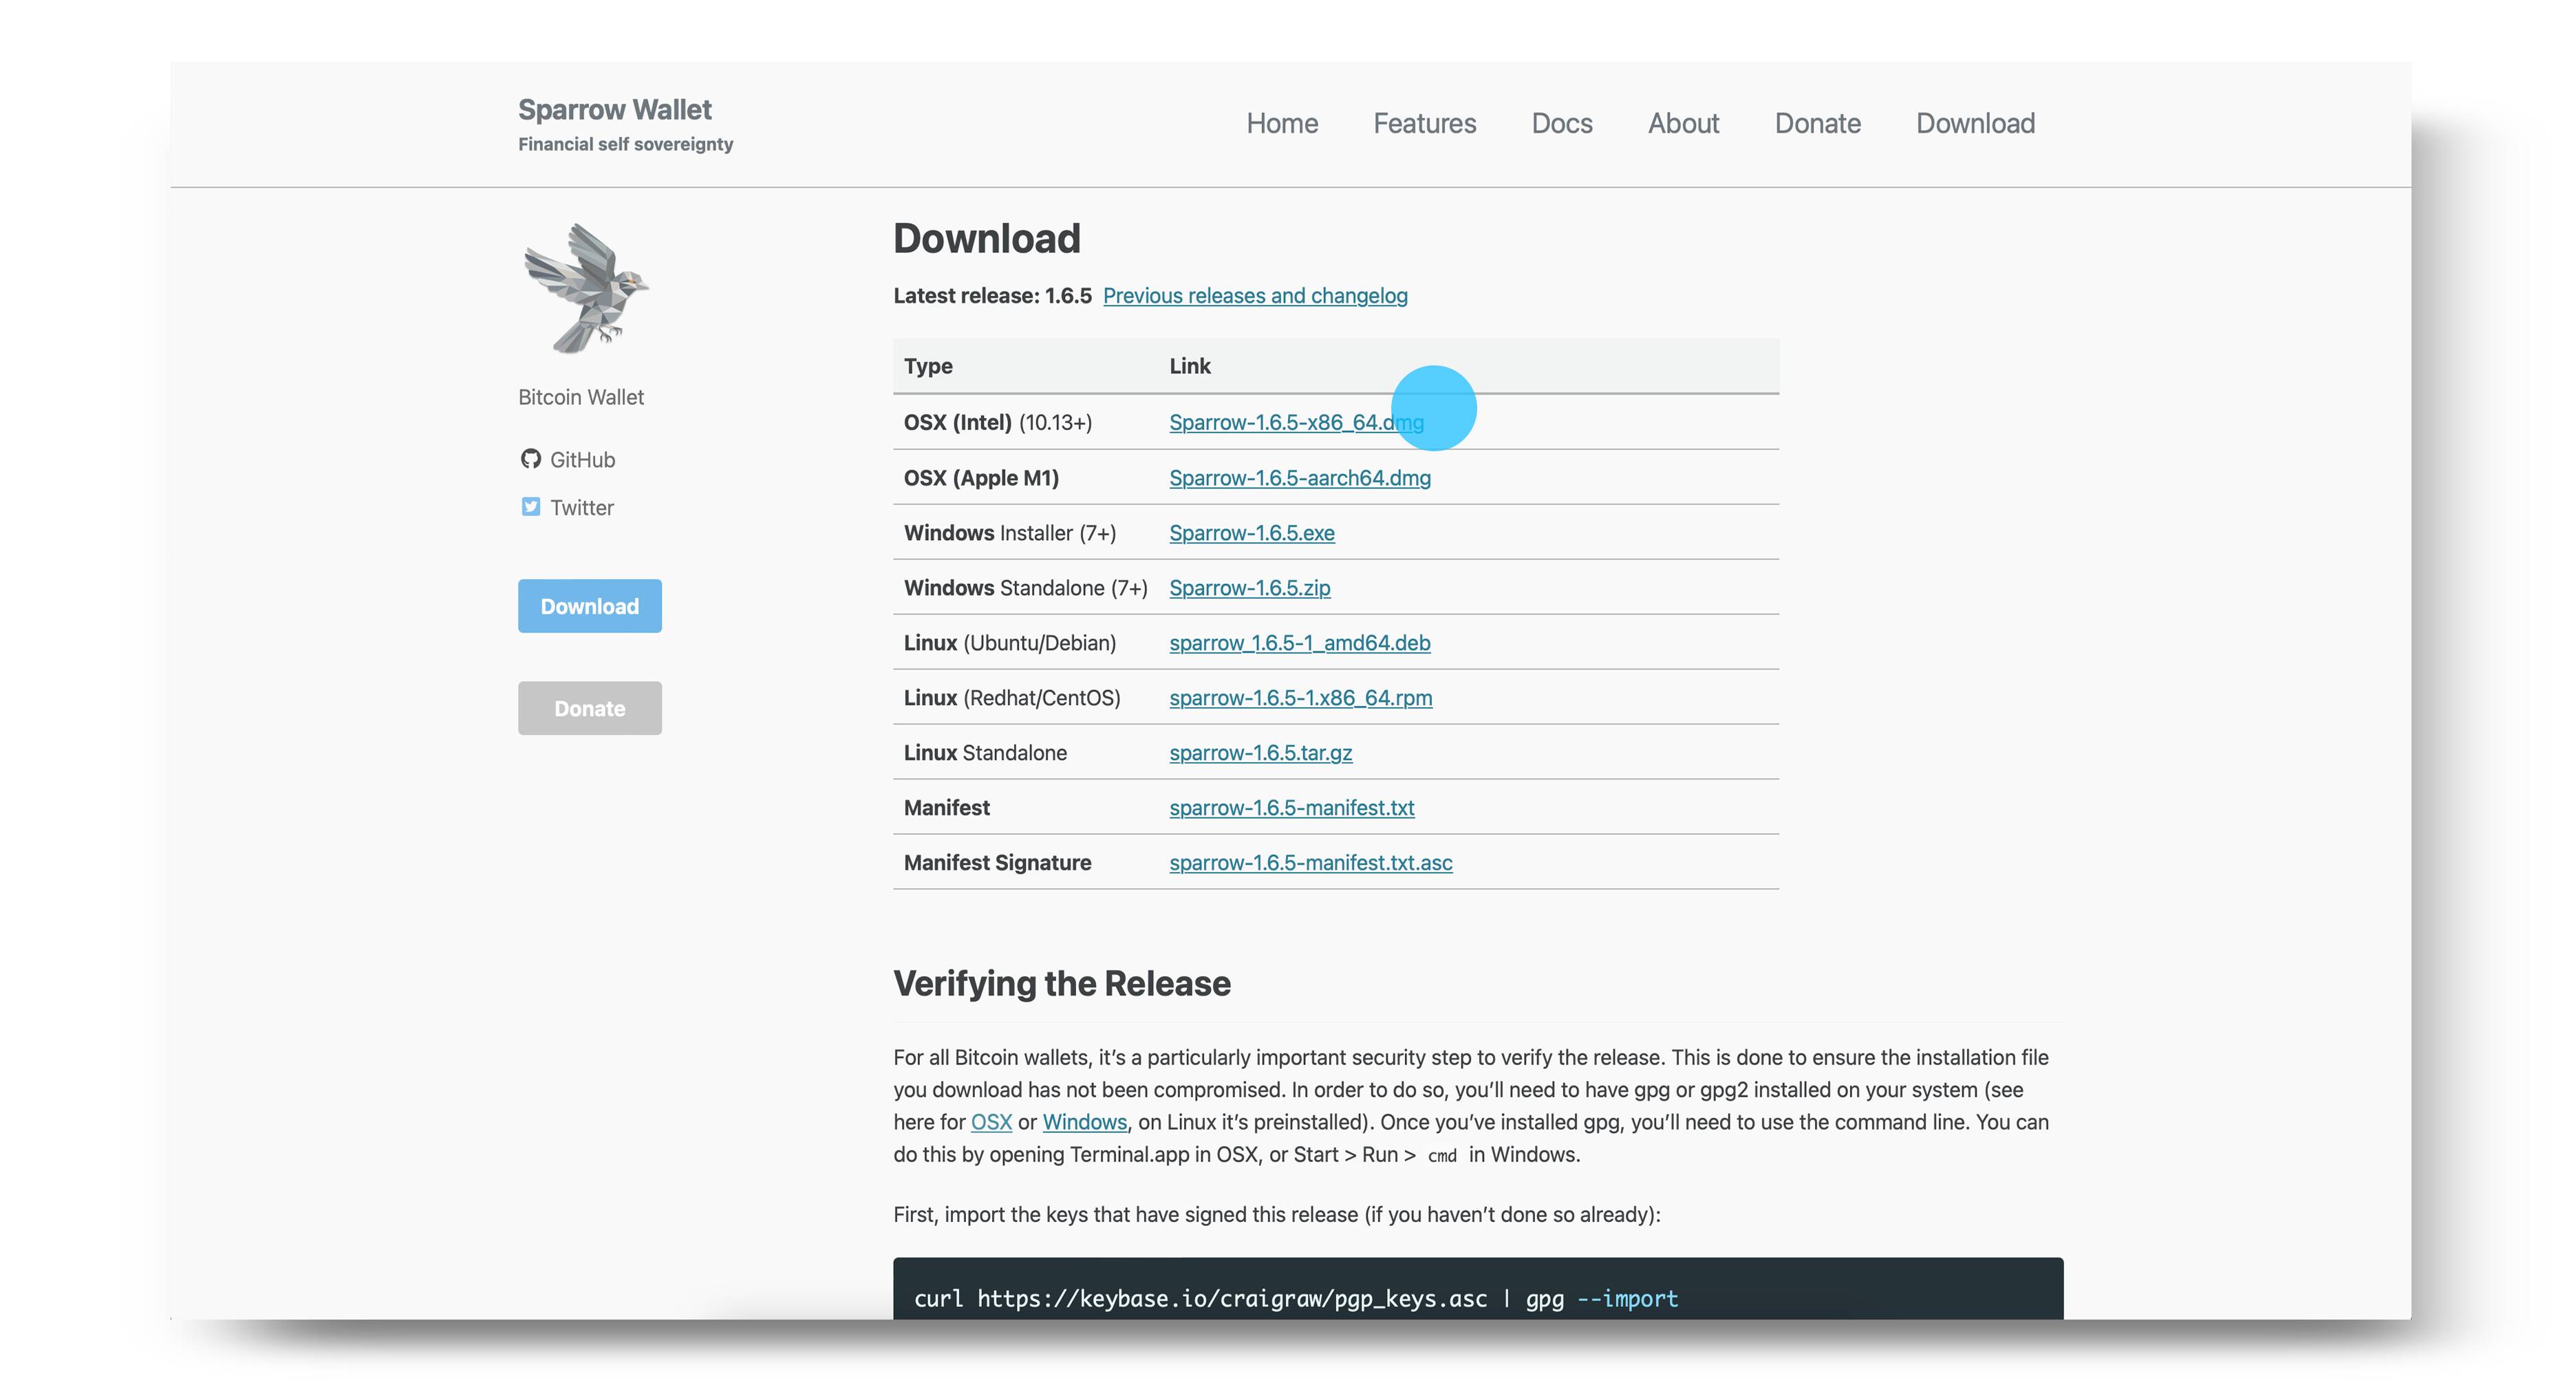 Sparrow Wallet
Financial self sovereignty
Home Features Docs About Donate Download
Bitcoin Wallet
GitHub
Twitter
Download
Donate
Download
Latest release: 1.6.5 Previous releases and changelog
Type Link
OSX (Intel) (10.13+) Sparrow-1.6.5-x86_64.dmg
OSX (Apple M1) Sparrow-1.6.5-aarch64.dmg
Windows Installer (7+) Sparrow-1.6.5.exe
Windows Standalone (7+) Sparrow-1.6.5.zip
Linux (Ubuntu/Debian) sparrow_1.6.5-1_amd64.deb
Linux (Redhat/CentOS) sparrow-1.6.5-1.x86_64.rpm
Linux Standalone sparrow-1.6.5.tar.gz
Manifest sparrow-1.6.5-manifest.txt
Manifest Signature sparrow-1.6.5-manifest.txt.asc
Verifying the Release
For all Bitcoin wallets, it’s a particularly important security step to verify the release. This is done to ensure the installation file
you download has not been compromised. In order to do so, you’ll need to have gpg or gpg2 installed on your system (see
here for OSX or Windows, on Linux it’s preinstalled). Once you’ve installed gpg, you’ll need to use the command line. You can
do this by opening Terminal.app in OSX, or Start > Run > cmd in Windows.
First, import the keys that have signed this release (if you haven’t done so already):
curl https://keybase.io/craigraw/pgp_keys.asc | gpg --import